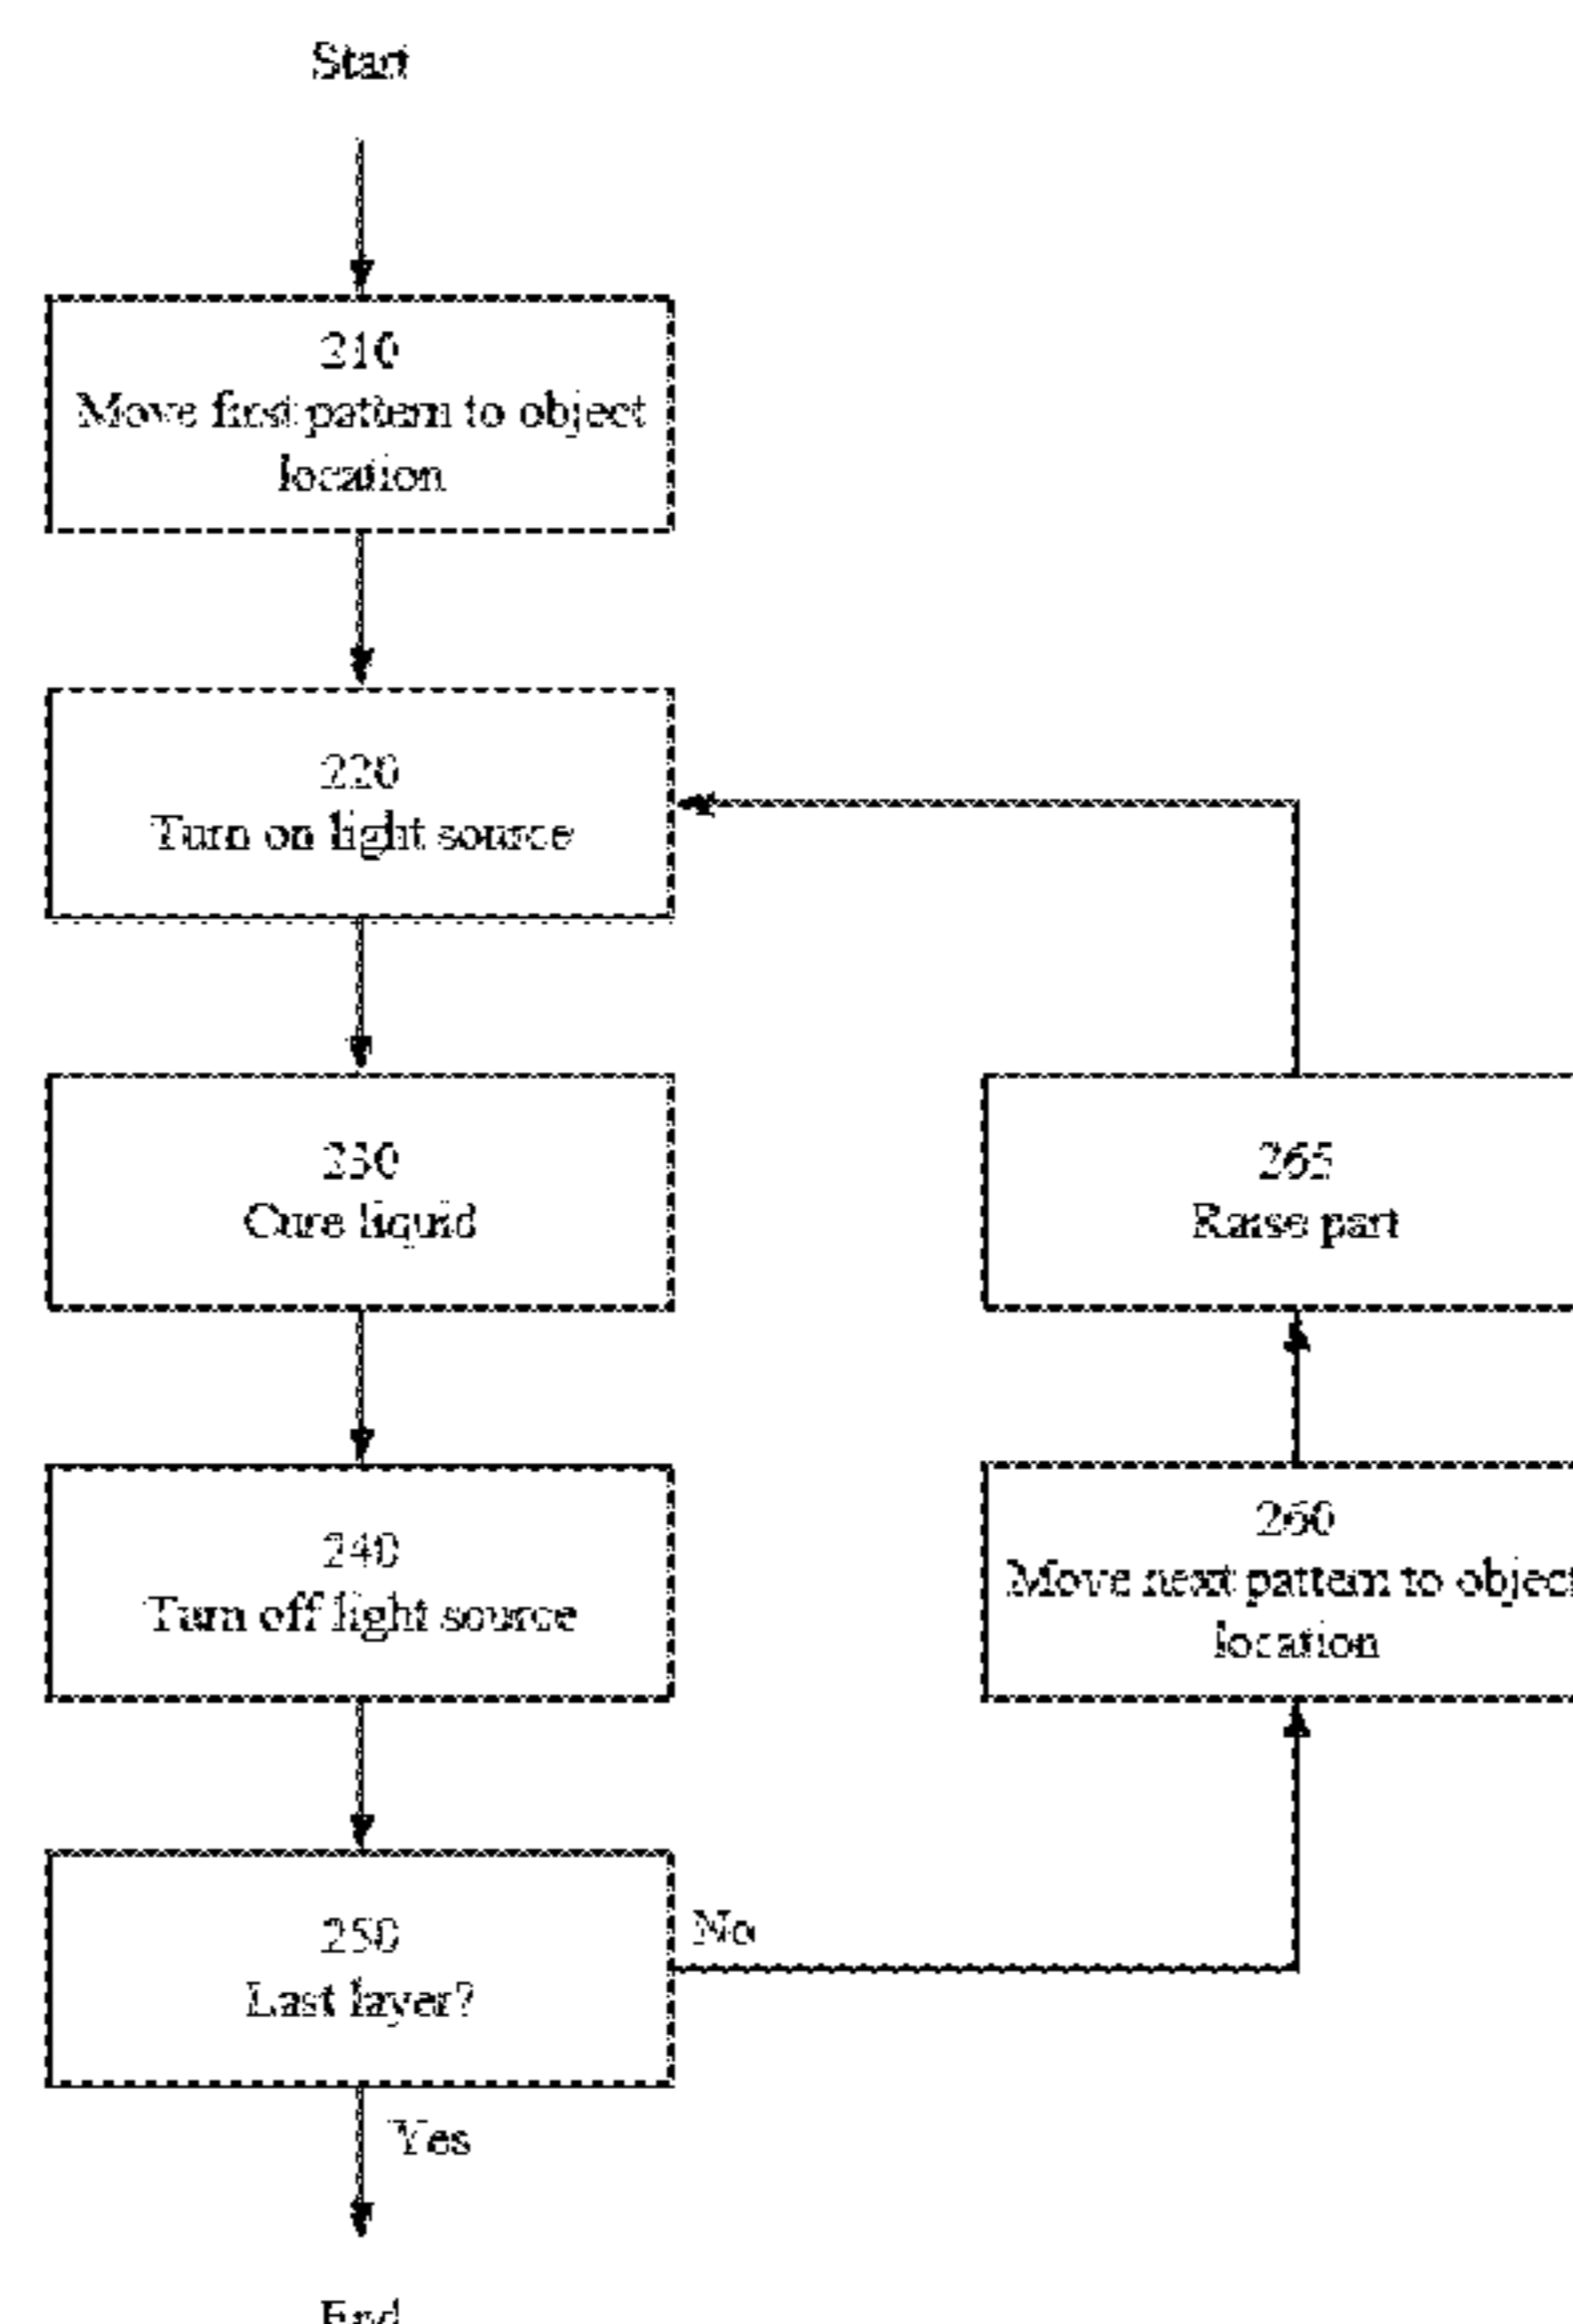 Start
210
Move first pattern to object
location
220
Turn on light source
230
Cure liquid
265
Raise part
240
Turn off light source
260
Move next pattern to object
location
250
Last layer?
No
Yes
End